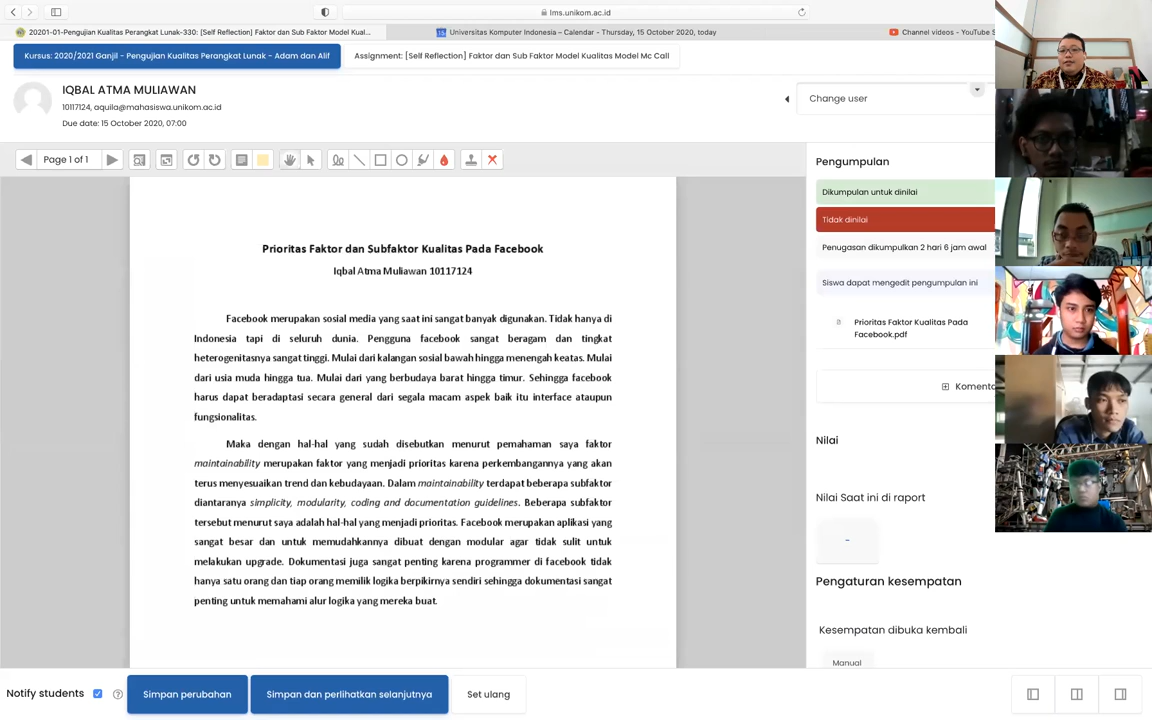 lms.unikom.ac.id
20201-01-Pengujian Kualitas Perangkat Lunak-330: [Self Reflection] Faktor dan Sub Faktor Model Kual...
Universitas Komputer Indonesia – Calendar - Thursday, 15 October 2020, today
Channel videos - YouTube S
Kursus: 2020/2021 Ganjil - Pengujian Kualitas Perangkat Lunak - Adam dan Alif
Assignment: [Self Reflection] Faktor dan Sub Faktor Model Kualitas Model Mc Call
IQBAL ATMA MULIAWAN
10117124, aquila@mahasiswa.unikom.ac.id
Due date: 15 October 2020, 07:00
Change user
Page 1 of 1
Prioritas Faktor dan Subfaktor Kualitas Pada Facebook
Iqbal Atma Muliawan 10117124
Facebook merupakan sosial media yang saat ini sangat banyak digunakan. Tidak hanya di
Indonesia tapi di seluruh dunia. Pengguna facebook sangat beragam dan tingkat
heterogenitasnya sangat tinggi. Mulai dari kalangan sosial bawah hingga menengah keatas. Mulai
dari usia muda hingga tua. Mulai dari yang berbudaya barat hingga timur. Sehingga facebook
harus dapat beradaptasi secara general dari segala macam aspek baik itu interface ataupun
fungsionalitas.
Maka dengan hal-hal yang sudah disebutkan menurut pemahaman saya faktor
maintainability merupakan faktor yang menjadi prioritas karena perkembangannya yang akan
terus menyesuaikan trend dan kebudayaan. Dalam maintainability terdapat beberapa subfaktor
diantaranya simplicity, modularity, coding and documentation guidelines. Beberapa subfaktor
tersebut menurut saya adalah hal-hal yang menjadi prioritas. Facebook merupakan aplikasi yang
sangat besar dan untuk memudahkannya dibuat dengan modular agar tidak sulit untuk
melakukan upgrade. Dokumentasi juga sangat penting karena programmer di facebook tidak
hanya satu orang dan tiap orang memilik logika berpikirnya sendiri sehingga dokumentasi sangat
penting untuk memahami alur logika yang mereka buat.
Pengumpulan
Dikumpulan untuk dinilai
Tidak dinilai
Penugasan dikumpulkan 2 hari 6 jam awal
Siswa dapat mengedit pengumpulan ini
Prioritas Faktor Kualitas Pada
Facebook.pdf
Komenta
Nilai
Nilai Saat ini di raport
-
Pengaturan kesempatan
Kesempatan dibuka kembali
Manual
Notify students
Simpan perubahan
Simpan dan perlihatkan selanjutnya
Set ulang